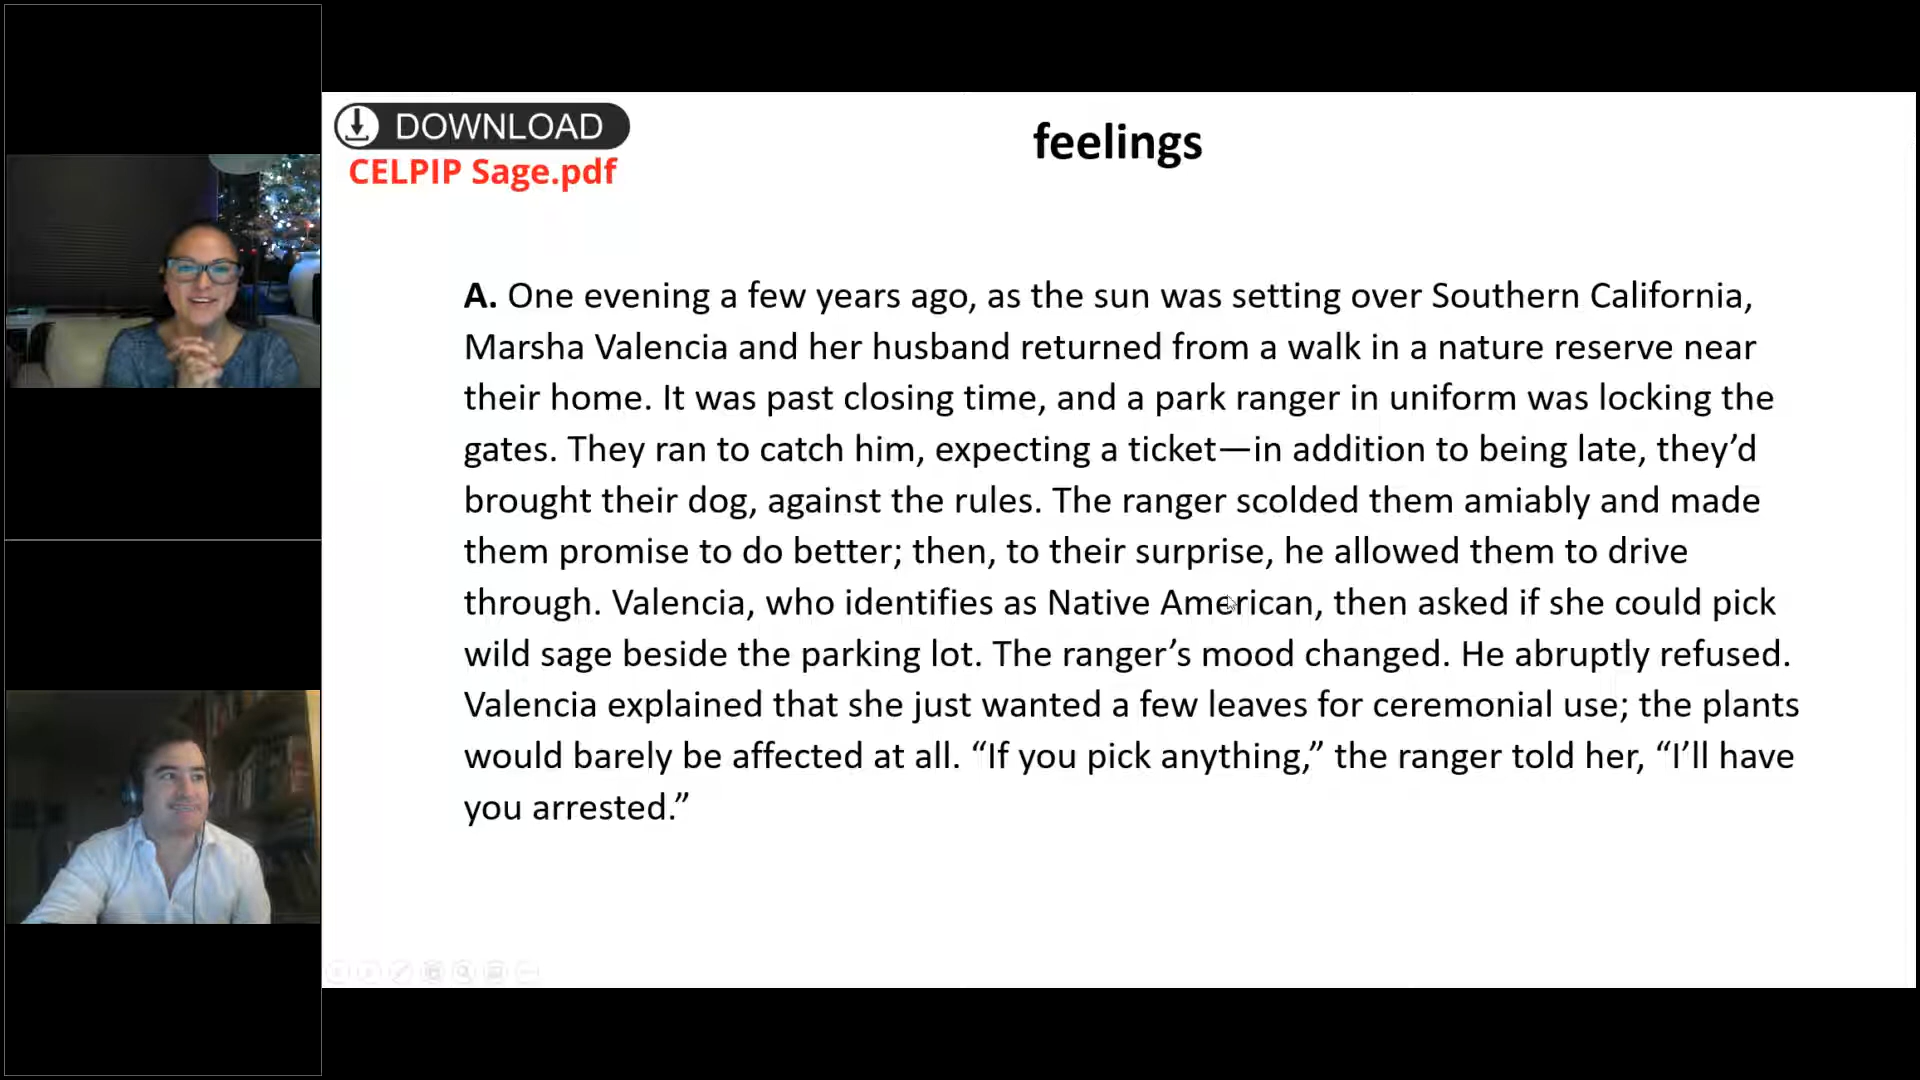 DOWNLOAD
CELPIP Sage.pdf
feelings
A. One evening a few years ago, as the sun was setting over Southern California,
Marsha Valencia and her husband returned from a walk in a nature reserve near
their home. It was past closing time, and a park ranger in uniform was locking the
gates. They ran to catch him, expecting a ticket—in addition to being late, they’d
brought their dog, against the rules. The ranger scolded them amiably and made
them promise to do better; then, to their surprise, he allowed them to drive
through. Valencia, who identifies as Native American, then asked if she could pick
wild sage beside the parking lot. The ranger’s mood changed. He abruptly refused.
Valencia explained that she just wanted a few leaves for ceremonial use; the plants
would barely be affected at all. “If you pick anything,” the ranger told her, “I’ll have
you arrested.”